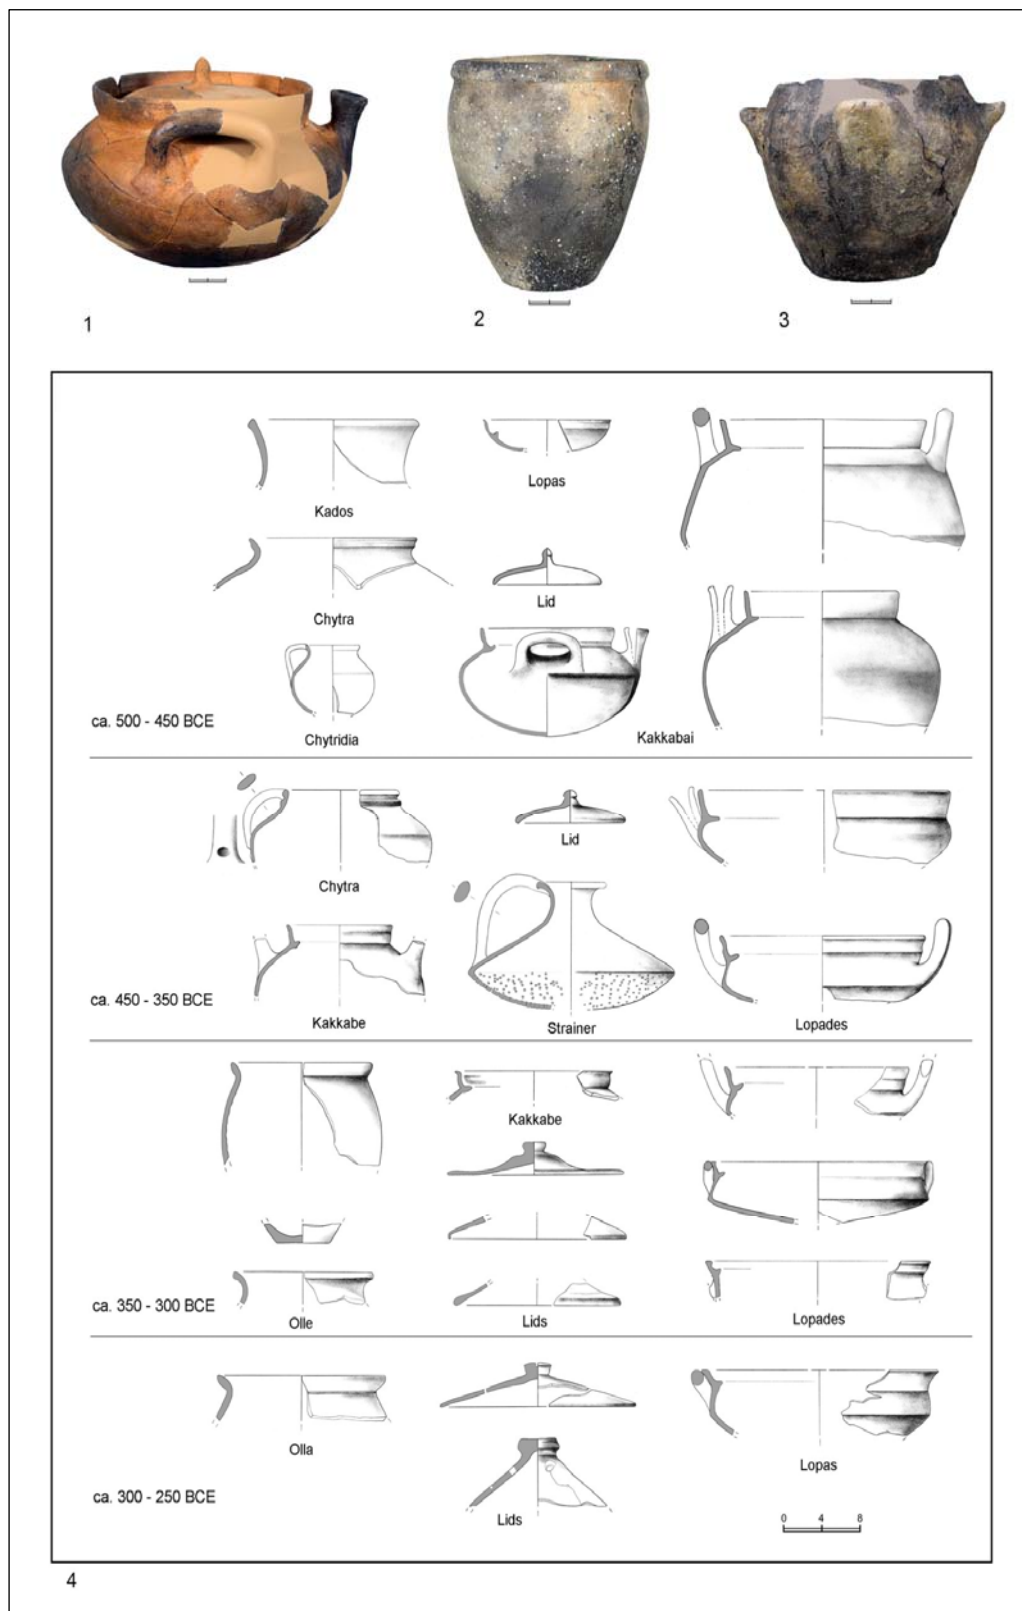 1
2
3
Kados
Lopas
Chytra
Lid
Chytridia
Kakkabai
ca. 500 - 450 BCE
Chytra
Lid
Kakkabe
Strainer
Lopades
ca. 450 - 350 BCE
Kakkabe
Olle
Lids
Lopades
ca. 350 - 300 BCE
Olla
Lopas
Lids
ca. 300 - 250 BCE
0 4 8
4